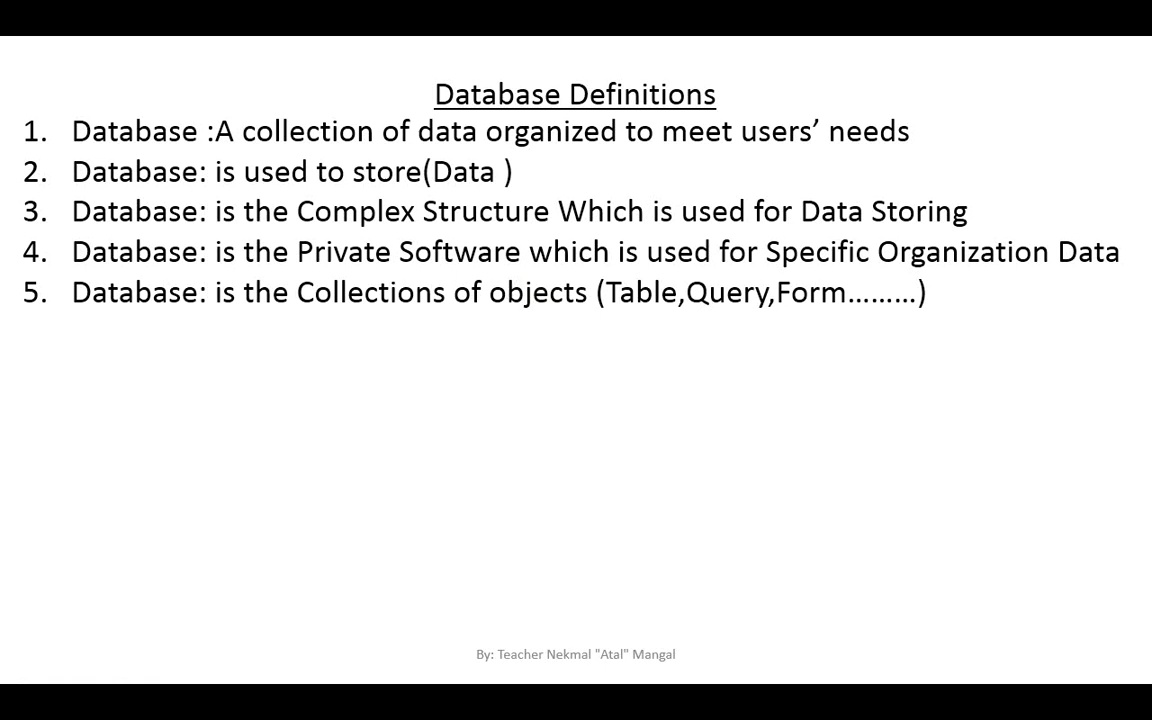 Database Definitions
1. Database :A collection of data organized to meet users’ needs
2. Database: is used to store(Data )
3. Database: is the Complex Structure Which is used for Data Storing
4. Database: is the Private Software which is used for Specific Organization Data
5. Database: is the Collections of objects (Table,Query,Form………)
By: Teacher Nekmal "Atal" Mangal